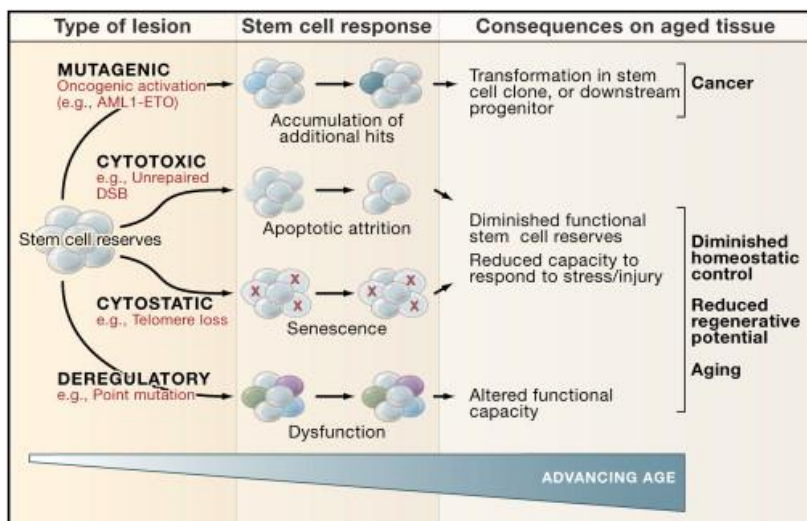 Type of lesion
Stem cell response
Consequences on aged tissue
MUTAGENIC
Oncogenic activation
(e.g., AML1-ETO)
Accumulation of
additional hits
Transformation in stem
cell clone, or downstream
progenitor
Cancer
CYTOTOXIC
e.g., Unrepaired
DSB
Apoptotic attrition
Stem cell reserves
Diminished functional
stem cell reserves
Reduced capacity to
respond to stress/injury
CYTOSTATIC
e.g., Telomere loss
X
X
X
X
X
X
Senescence
DEREGULATORY
e.g., Point mutation
Dysfunction
Altered functional
capacity
Diminished
homeostatic
control
Reduced
regenerative
potential
Aging
ADVANCING AGE